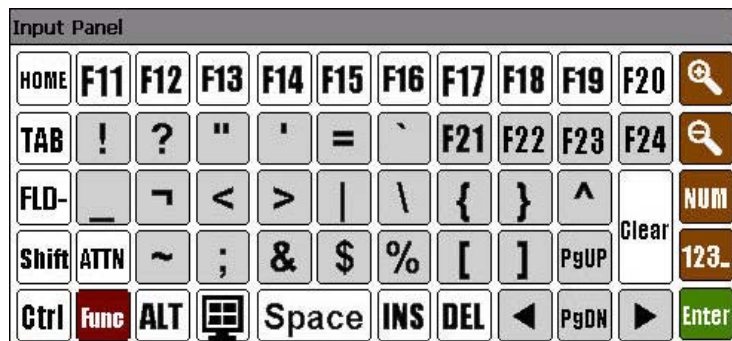 Input Panel
HOME F11 F12 F13 F14 F15 F16 F17 F18 F19 F20
TAB ! ? " ' = ` F21 F22 F23 F24
FLD- _ ¬ < > | \ { } ^ Clear NUM
Shift ATTN ~ ; & $ % [ ] PgUP 123_
Ctrl Func ALT Space INS DEL ◀ PgDN ▶ Enter